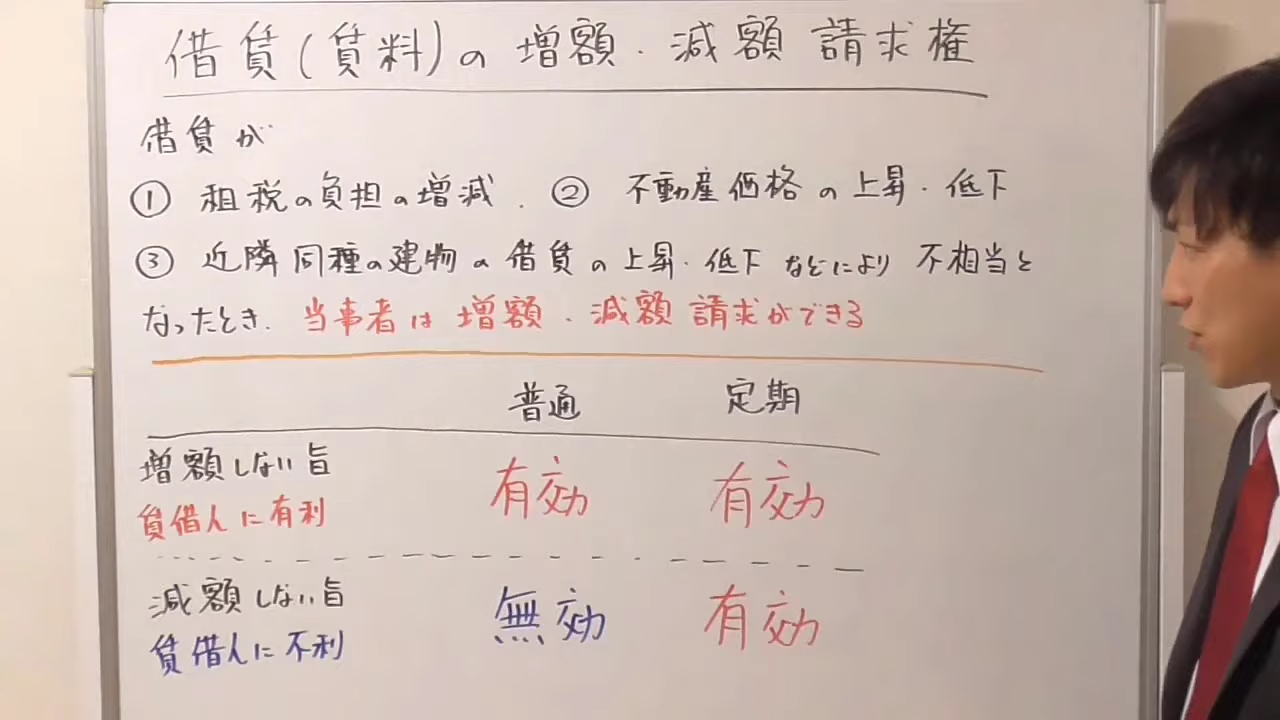 借賃(賃料)の増額・減額請求権
借賃が
① 租税の負担の増減. ② 不動産価格の上昇・低下
③ 近隣同種の建物の借賃の上昇・低下などにより不相当と
なったとき. 当事者は増額・減額請求ができる
普通 定期
増額しない旨 有効 有効
賃借人に有利
減額しない旨 無効 有効
賃借人に不利